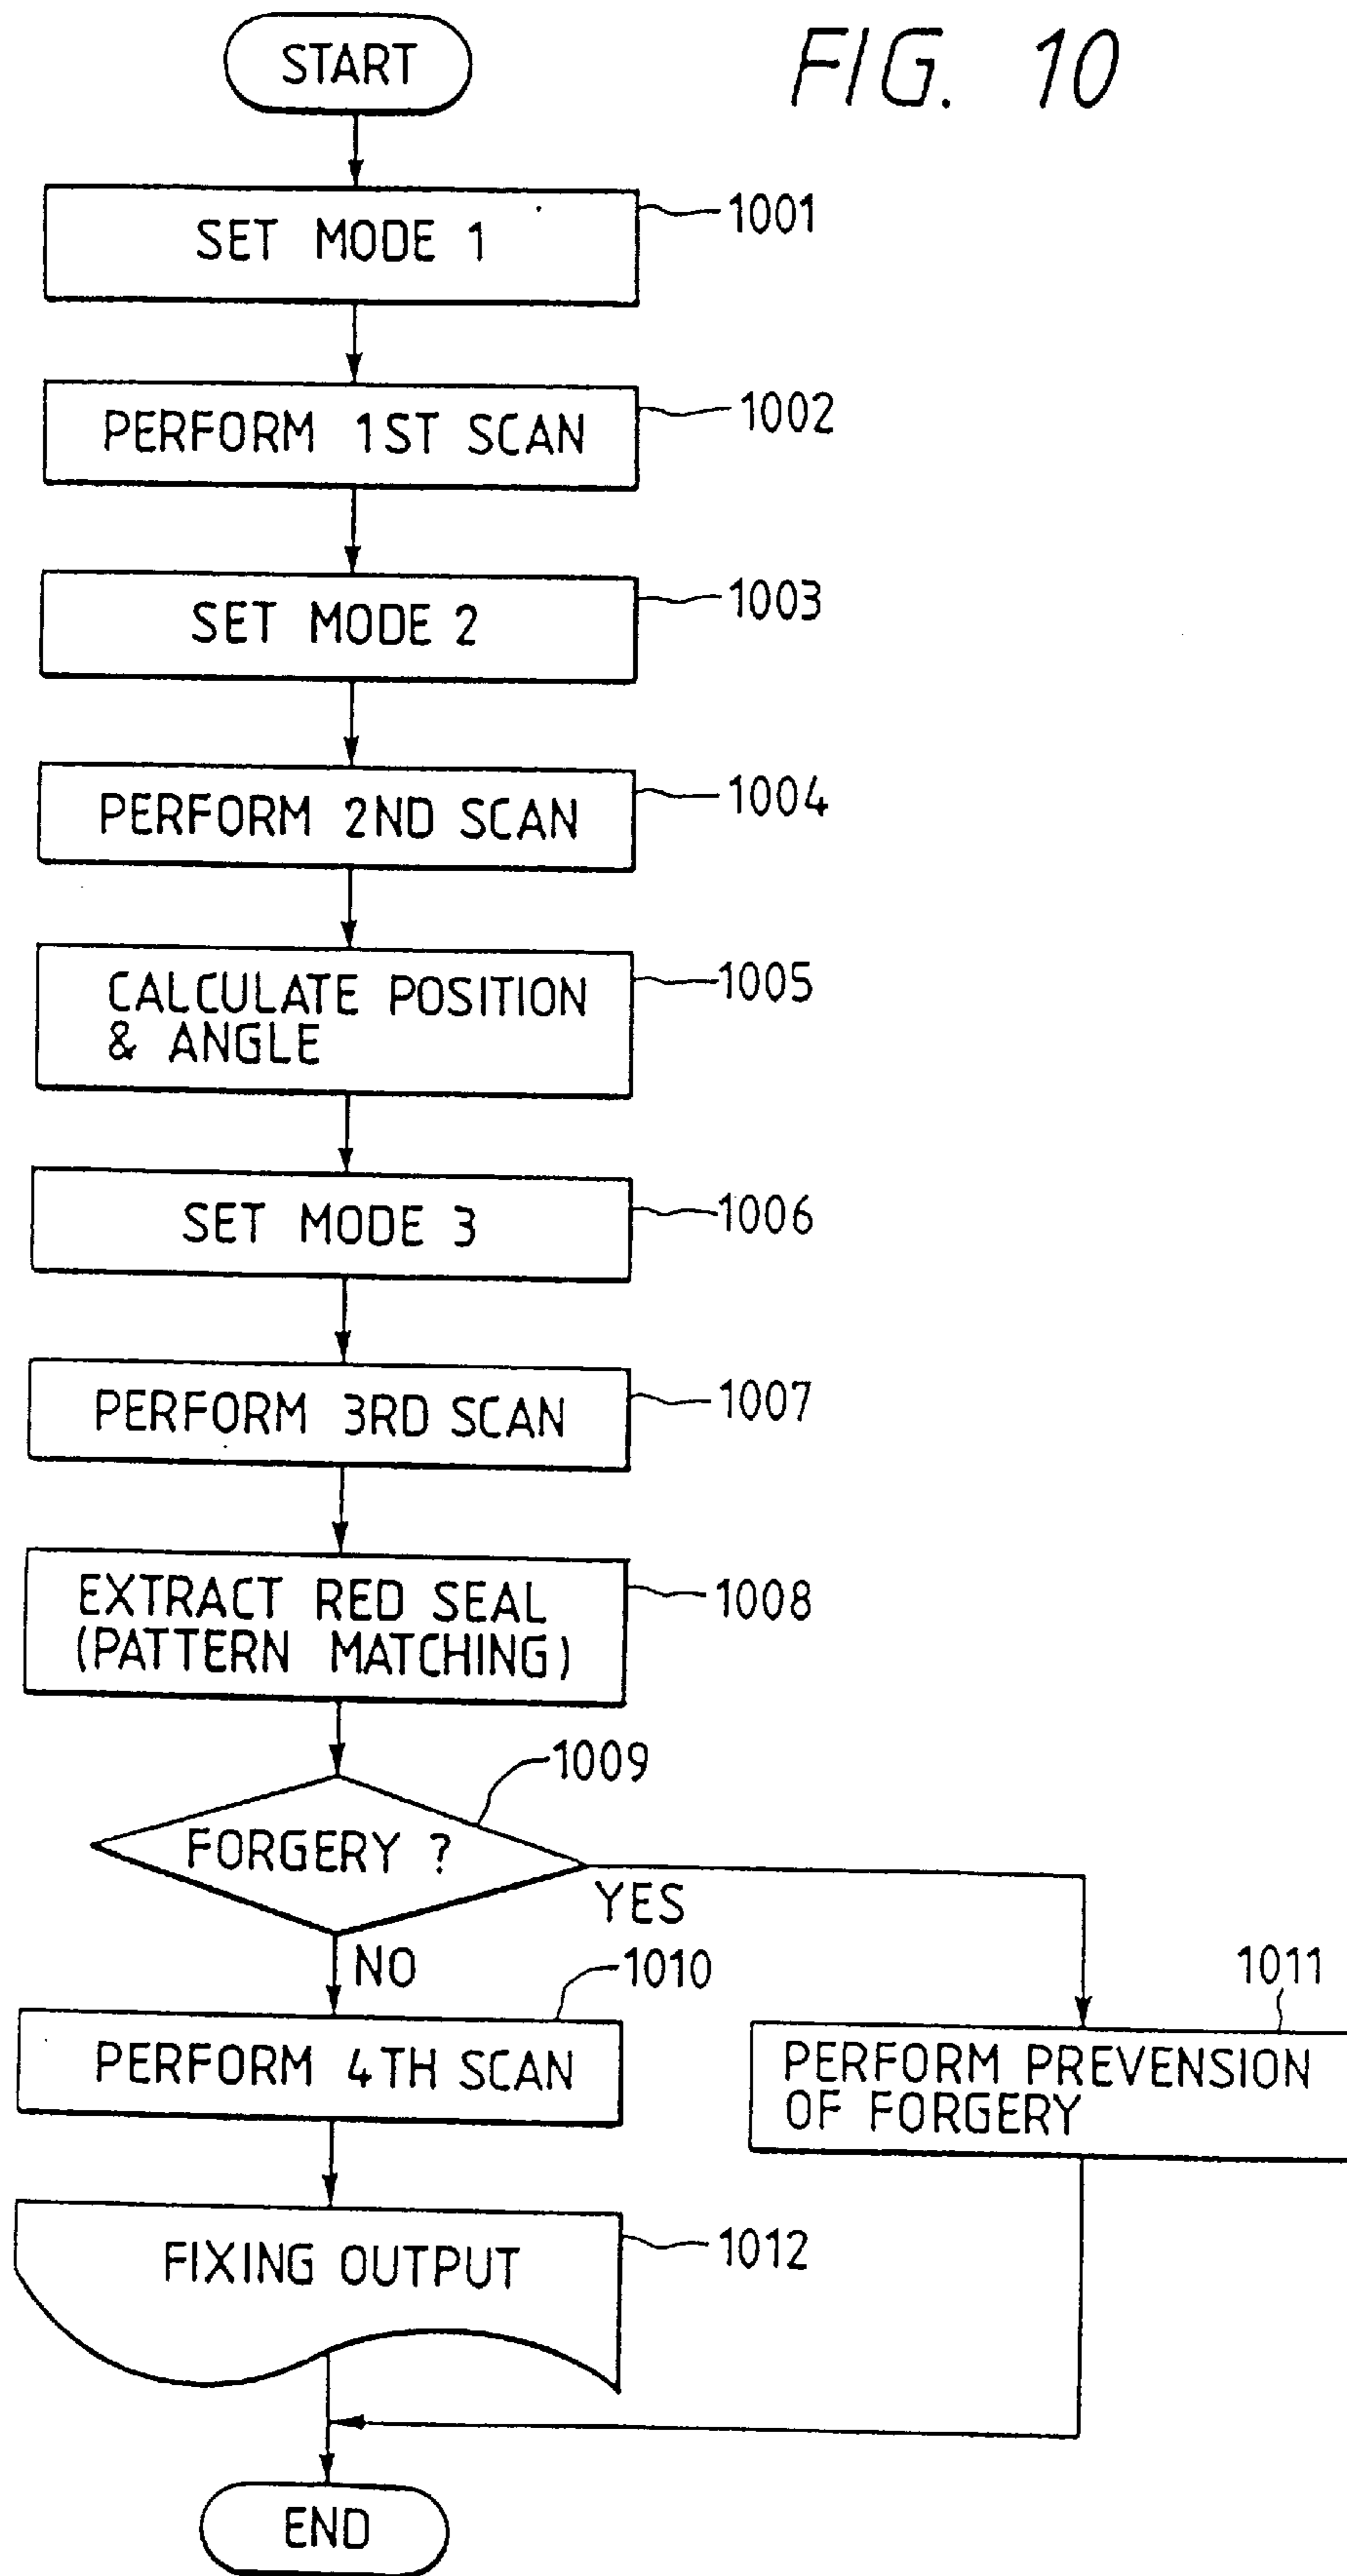 FIG. 10
START
SET MODE 1
1001
PERFORM 1ST SCAN
1002
SET MODE 2
1003
PERFORM 2ND SCAN
1004
CALCULATE POSITION
& ANGLE
1005
SET MODE 3
1006
PERFORM 3RD SCAN
1007
EXTRACT RED SEAL
(PATTERN MATCHING)
1008
FORGERY ?
1009
YES
NO
PERFORM 4TH SCAN
1010
PERFORM PREVENSION
OF FORGERY
1011
FIXING OUTPUT
1012
END